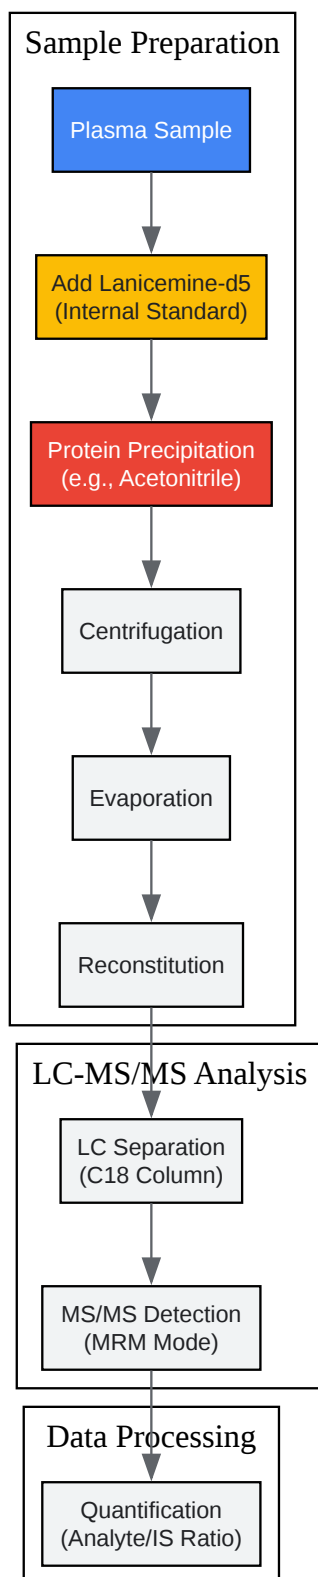 Sample Preparation
Plasma Sample
Add Lanicemine-d5
(Internal Standard)
Protein Precipitation
(e.g., Acetonitrile)
Centrifugation
Evaporation
Reconstitution
LC-MS/MS Analysis
LC Separation
(C18 Column)
MS/MS Detection
(MRM Mode)
Data Processing
Quantification
(Analyte/IS Ratio)